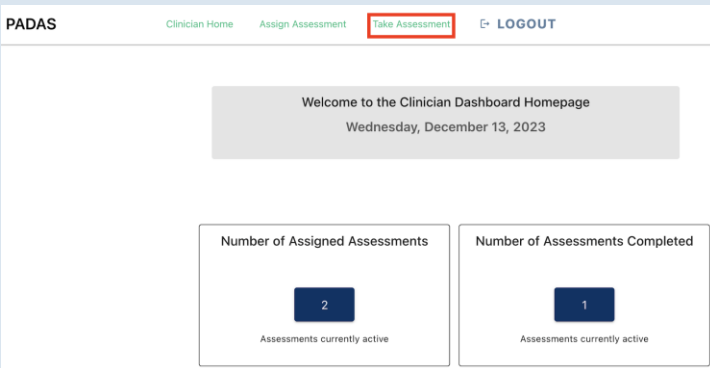 PADAS
Clinician Home
Assign Assessment
Take Assessment
LOGOUT
Welcome to the Clinician Dashboard Homepage
Wednesday, December 13, 2023
Number of Assigned Assessments
2
Assessments currently active
Number of Assessments Completed
1
Assessments currently active